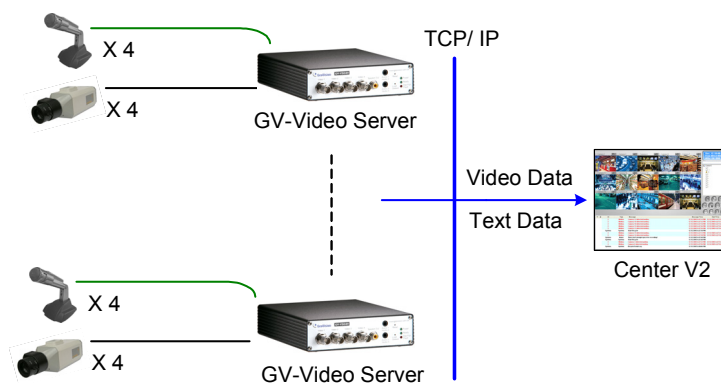 X 4
X 4
GV-Video Server
TCP/ IP
Video Data
Text Data
Center V2
X 4
X 4
GV-Video Server